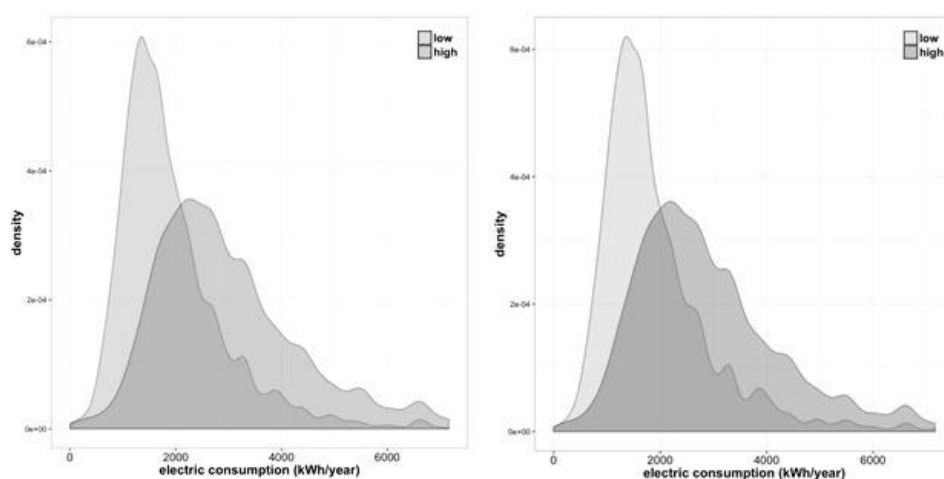 low
high
6e-04
4e-04
2e-04
0e+00
density
0 2000 4000 6000
electric consumption (kWh/year)
low
high
6e-04
4e-04
2e-04
0e+00
density
0 2000 4000 6000
electric consumption (kWh/year)